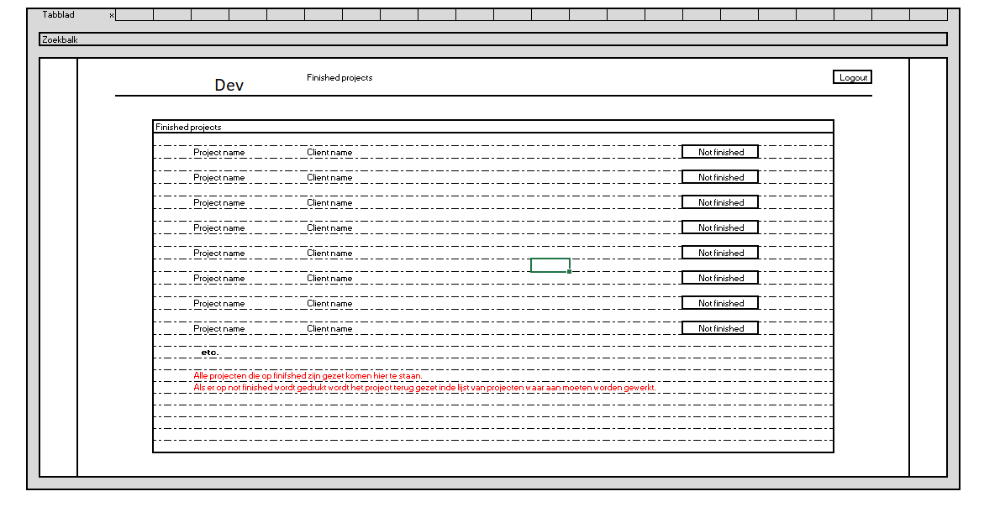 Tabblad x
Zoekbalk
Dev Finished projects Logout
Finished projects
Project name Client name Not finished
Project name Client name Not finished
Project name Client name Not finished
Project name Client name Not finished
Project name Client name Not finished
Project name Client name Not finished
Project name Client name Not finished
Project name Client name Not finished
etc.
Alle projecten die op finifshed zijn gezet komen hier te staan.
Als er op not finished wordt gedrukt wordt het project terug gezet in de lijst van projecten waar aan moeten worden gewerkt.